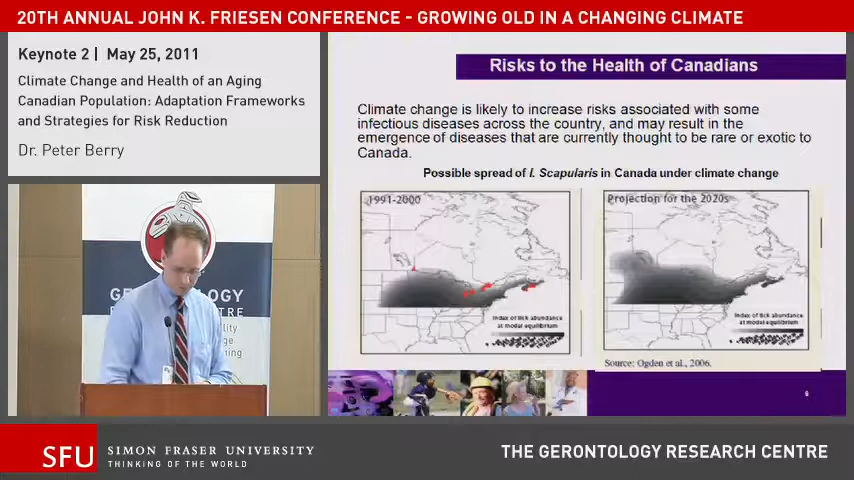 20TH ANNUAL JOHN K. FRIESEN CONFERENCE - GROWING OLD IN A CHANGING CLIMATE
Keynote 2 | May 25, 2011
Climate Change and Health of an Aging
Canadian Population: Adaptation Frameworks
and Strategies for Risk Reduction
Dr. Peter Berry
Risks to the Health of Canadians
Climate change is likely to increase risks associated with some
infectious diseases across the country, and may result in the
emergence of diseases that are currently thought to be rare or exotic to
Canada.
Possible spread of I. Scapularis in Canada under climate change
1991-2000
Index of tick abundance
at model equilibrium
Projection for the 2020s
Index of tick abundance
at model equilibrium
Source: Ogden et al., 2006.
SFU
SIMON FRASER UNIVERSITY
THINKING OF THE WORLD
THE GERONTOLOGY RESEARCH CENTRE